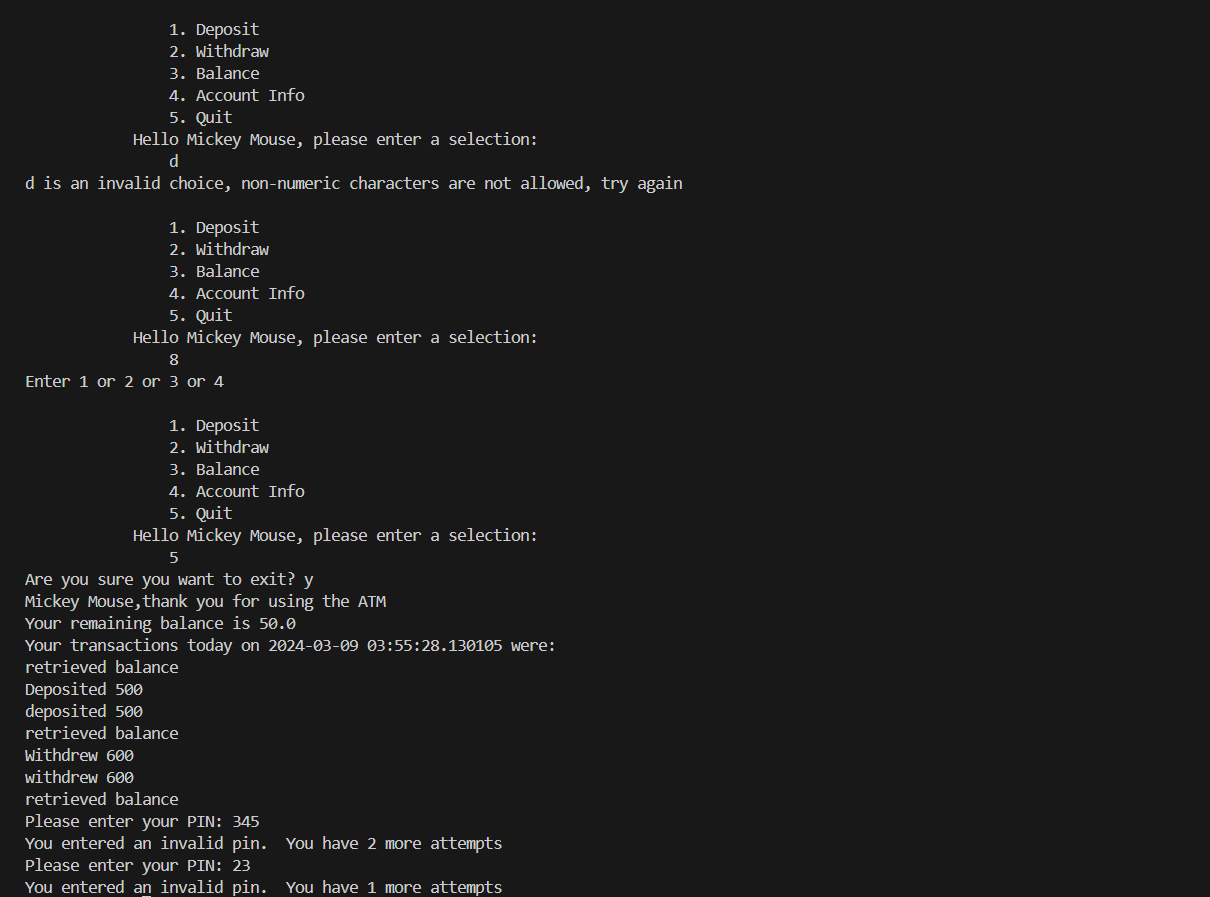 1. Deposit
2. Withdraw
3. Balance
4. Account Info
5. Quit
Hello Mickey Mouse, please enter a selection:
d
d is an invalid choice, non-numeric characters are not allowed, try again
1. Deposit
2. Withdraw
3. Balance
4. Account Info
5. Quit
Hello Mickey Mouse, please enter a selection:
8
Enter 1 or 2 or 3 or 4
1. Deposit
2. Withdraw
3. Balance
4. Account Info
5. Quit
Hello Mickey Mouse, please enter a selection:
5
Are you sure you want to exit? y
Mickey Mouse,thank you for using the ATM
Your remaining balance is 50.0
Your transactions today on 2024-03-09 03:55:28.130105 were:
retrieved balance
Deposited 500
deposited 500
retrieved balance
Withdrew 600
withdrew 600
retrieved balance
Please enter your PIN: 345
You entered an invalid pin.  You have 2 more attempts
Please enter your PIN: 23
You entered an invalid pin.  You have 1 more attempts